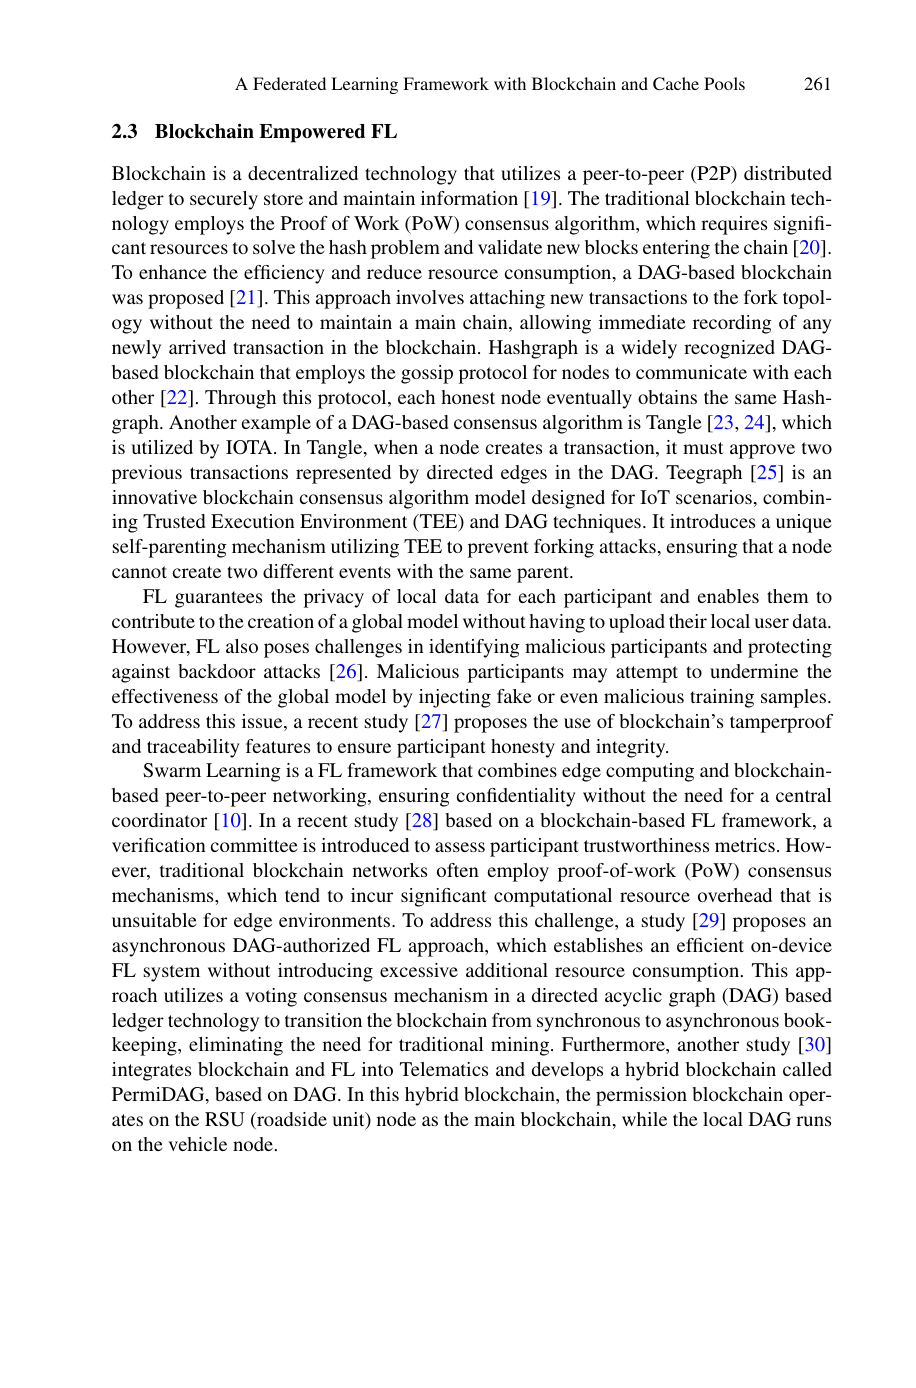 A Federated Learning Framework with Blockchain and Cache Pools 261
2.3 Blockchain Empowered FL
Blockchain is a decentralized technology that utilizes a peer-to-peer (P2P) distributed
ledger to securely store and maintain information [19]. The traditional blockchain tech-
nology employs the Proof of Work (PoW) consensus algorithm, which requires signifi-
cant resources to solve the hash problem and validate new blocks entering the chain [20].
To enhance the efficiency and reduce resource consumption, a DAG-based blockchain
was proposed [21]. This approach involves attaching new transactions to the fork topol-
ogy without the need to maintain a main chain, allowing immediate recording of any
newly arrived transaction in the blockchain. Hashgraph is a widely recognized DAG-
based blockchain that employs the gossip protocol for nodes to communicate with each
other [22]. Through this protocol, each honest node eventually obtains the same Hash-
graph. Another example of a DAG-based consensus algorithm is Tangle [23, 24], which
is utilized by IOTA. In Tangle, when a node creates a transaction, it must approve two
previous transactions represented by directed edges in the DAG. Teegraph [25] is an
innovative blockchain consensus algorithm model designed for IoT scenarios, combin-
ing Trusted Execution Environment (TEE) and DAG techniques. It introduces a unique
self-parenting mechanism utilizing TEE to prevent forking attacks, ensuring that a node
cannot create two different events with the same parent.
FL guarantees the privacy of local data for each participant and enables them to
contribute to the creation of a global model without having to upload their local user data.
However, FL also poses challenges in identifying malicious participants and protecting
against backdoor attacks [26]. Malicious participants may attempt to undermine the
effectiveness of the global model by injecting fake or even malicious training samples.
To address this issue, a recent study [27] proposes the use of blockchain's tamperproof
and traceability features to ensure participant honesty and integrity.
Swarm Learning is a FL framework that combines edge computing and blockchain-
based peer-to-peer networking, ensuring confidentiality without the need for a central
coordinator [10]. In a recent study [28] based on a blockchain-based FL framework, a
verification committee is introduced to assess participant trustworthiness metrics. How-
ever, traditional blockchain networks often employ proof-of-work (PoW) consensus
mechanisms, which tend to incur significant computational resource overhead that is
unsuitable for edge environments. To address this challenge, a study [29] proposes an
asynchronous DAG-authorized FL approach, which establishes an efficient on-device
FL system without introducing excessive additional resource consumption. This app-
roach utilizes a voting consensus mechanism in a directed acyclic graph (DAG) based
ledger technology to transition the blockchain from synchronous to asynchronous book-
keeping, eliminating the need for traditional mining. Furthermore, another study [30]
integrates blockchain and FL into Telematics and develops a hybrid blockchain called
PermiDAG, based on DAG. In this hybrid blockchain, the permission blockchain oper-
ates on the RSU (roadside unit) node as the main blockchain, while the local DAG runs
on the vehicle node.